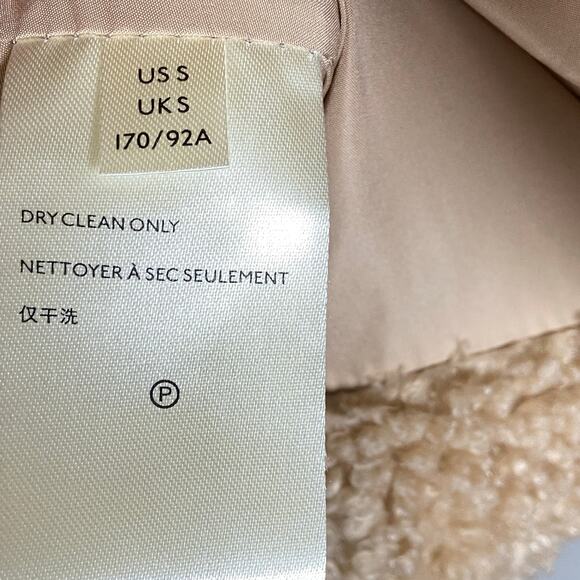 US S
UK S
170/92A
DRY CLEAN ONLY
NETTOYER À SEC SEULEMENT
仅干洗
P